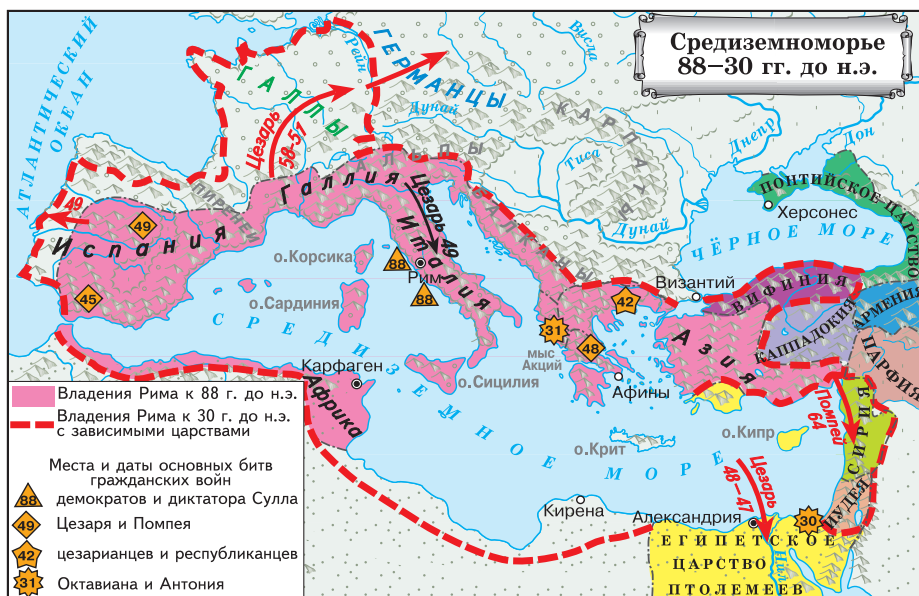 Средиземноморье
88–30 гг. до н.э.
АТЛАНТИЧЕСКИЙ
ОКЕАН
ГАЛЛЫ
ГЕРМАНЦЫ
Рейн
Висла
Дунай
КАРПАТЫ
Тиса
Днепр
Дон
Дунай
Цезарь
58-51
АЛЬПЫ
ПИРЕНЕИ
Галлия
Цезарь 49
БАЛКАНЫ
ПОНТИЙСКОЕ ЦАРСТВО
Херсонес
ЧЁРНОЕ МОРЕ
49
49
Испания
45
о.Корсика
88
Рим
88
Италия
о.Сардиния
Византий
42
ВИФИНИЯ
АРМЕНИЯ
КАППАДОКИЯ
ПАРФИЯ
Азия
31
мыс
Акций
48
Афины
СРЕДИЗЕМНОЕ МОРЕ
Карфаген
Африка
о.Сицилия
о.Крит
о.Кипр
Помпей
64
СИРИЯ
ИУДЕЯ
Цезарь
48–47
Кирена
Александрия
30
ЕГИПЕТСКОЕ
ЦАРСТВО
ПТОЛЕМЕЕВ
Нил
Владения Рима к 88 г. до н.э.
Владения Рима к 30 г. до н.э.
с зависимыми царствами
Места и даты основных битв
гражданских войн
88 демократов и диктатора Сулла
49 Цезаря и Помпея
42 цезарианцев и республиканцев
31 Октавиана и Антония